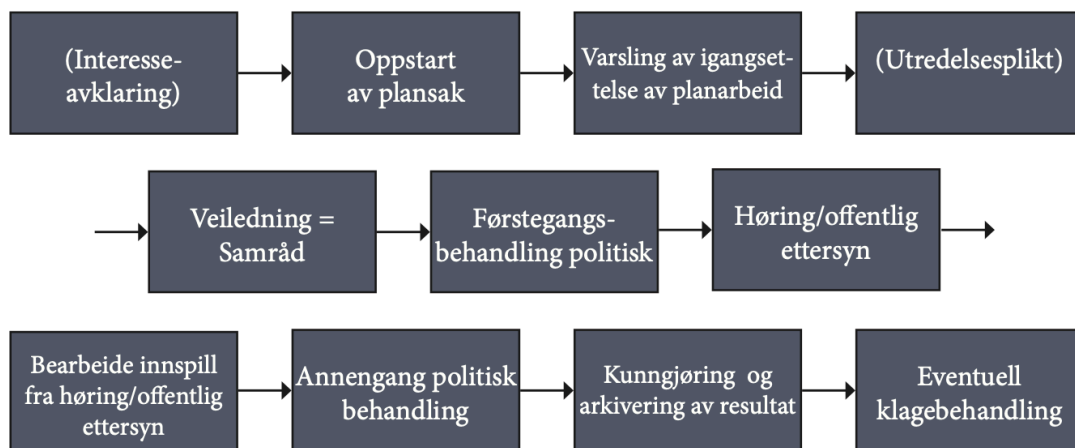 (Interesse-
avklaring)
Oppstart
av plansak
Varsling av igangset-
telse av planarbeid
(Utredelsesplikt)
Veiledning =
Samråd
Førstegangs-
behandling politisk
Høring/offentlig
ettersyn
Bearbeide innspill
fra høring/offentlig
ettersyn
Annengang politisk
behandling
Kunngjøring og
arkivering av resultat
Eventuell
klagebehandling